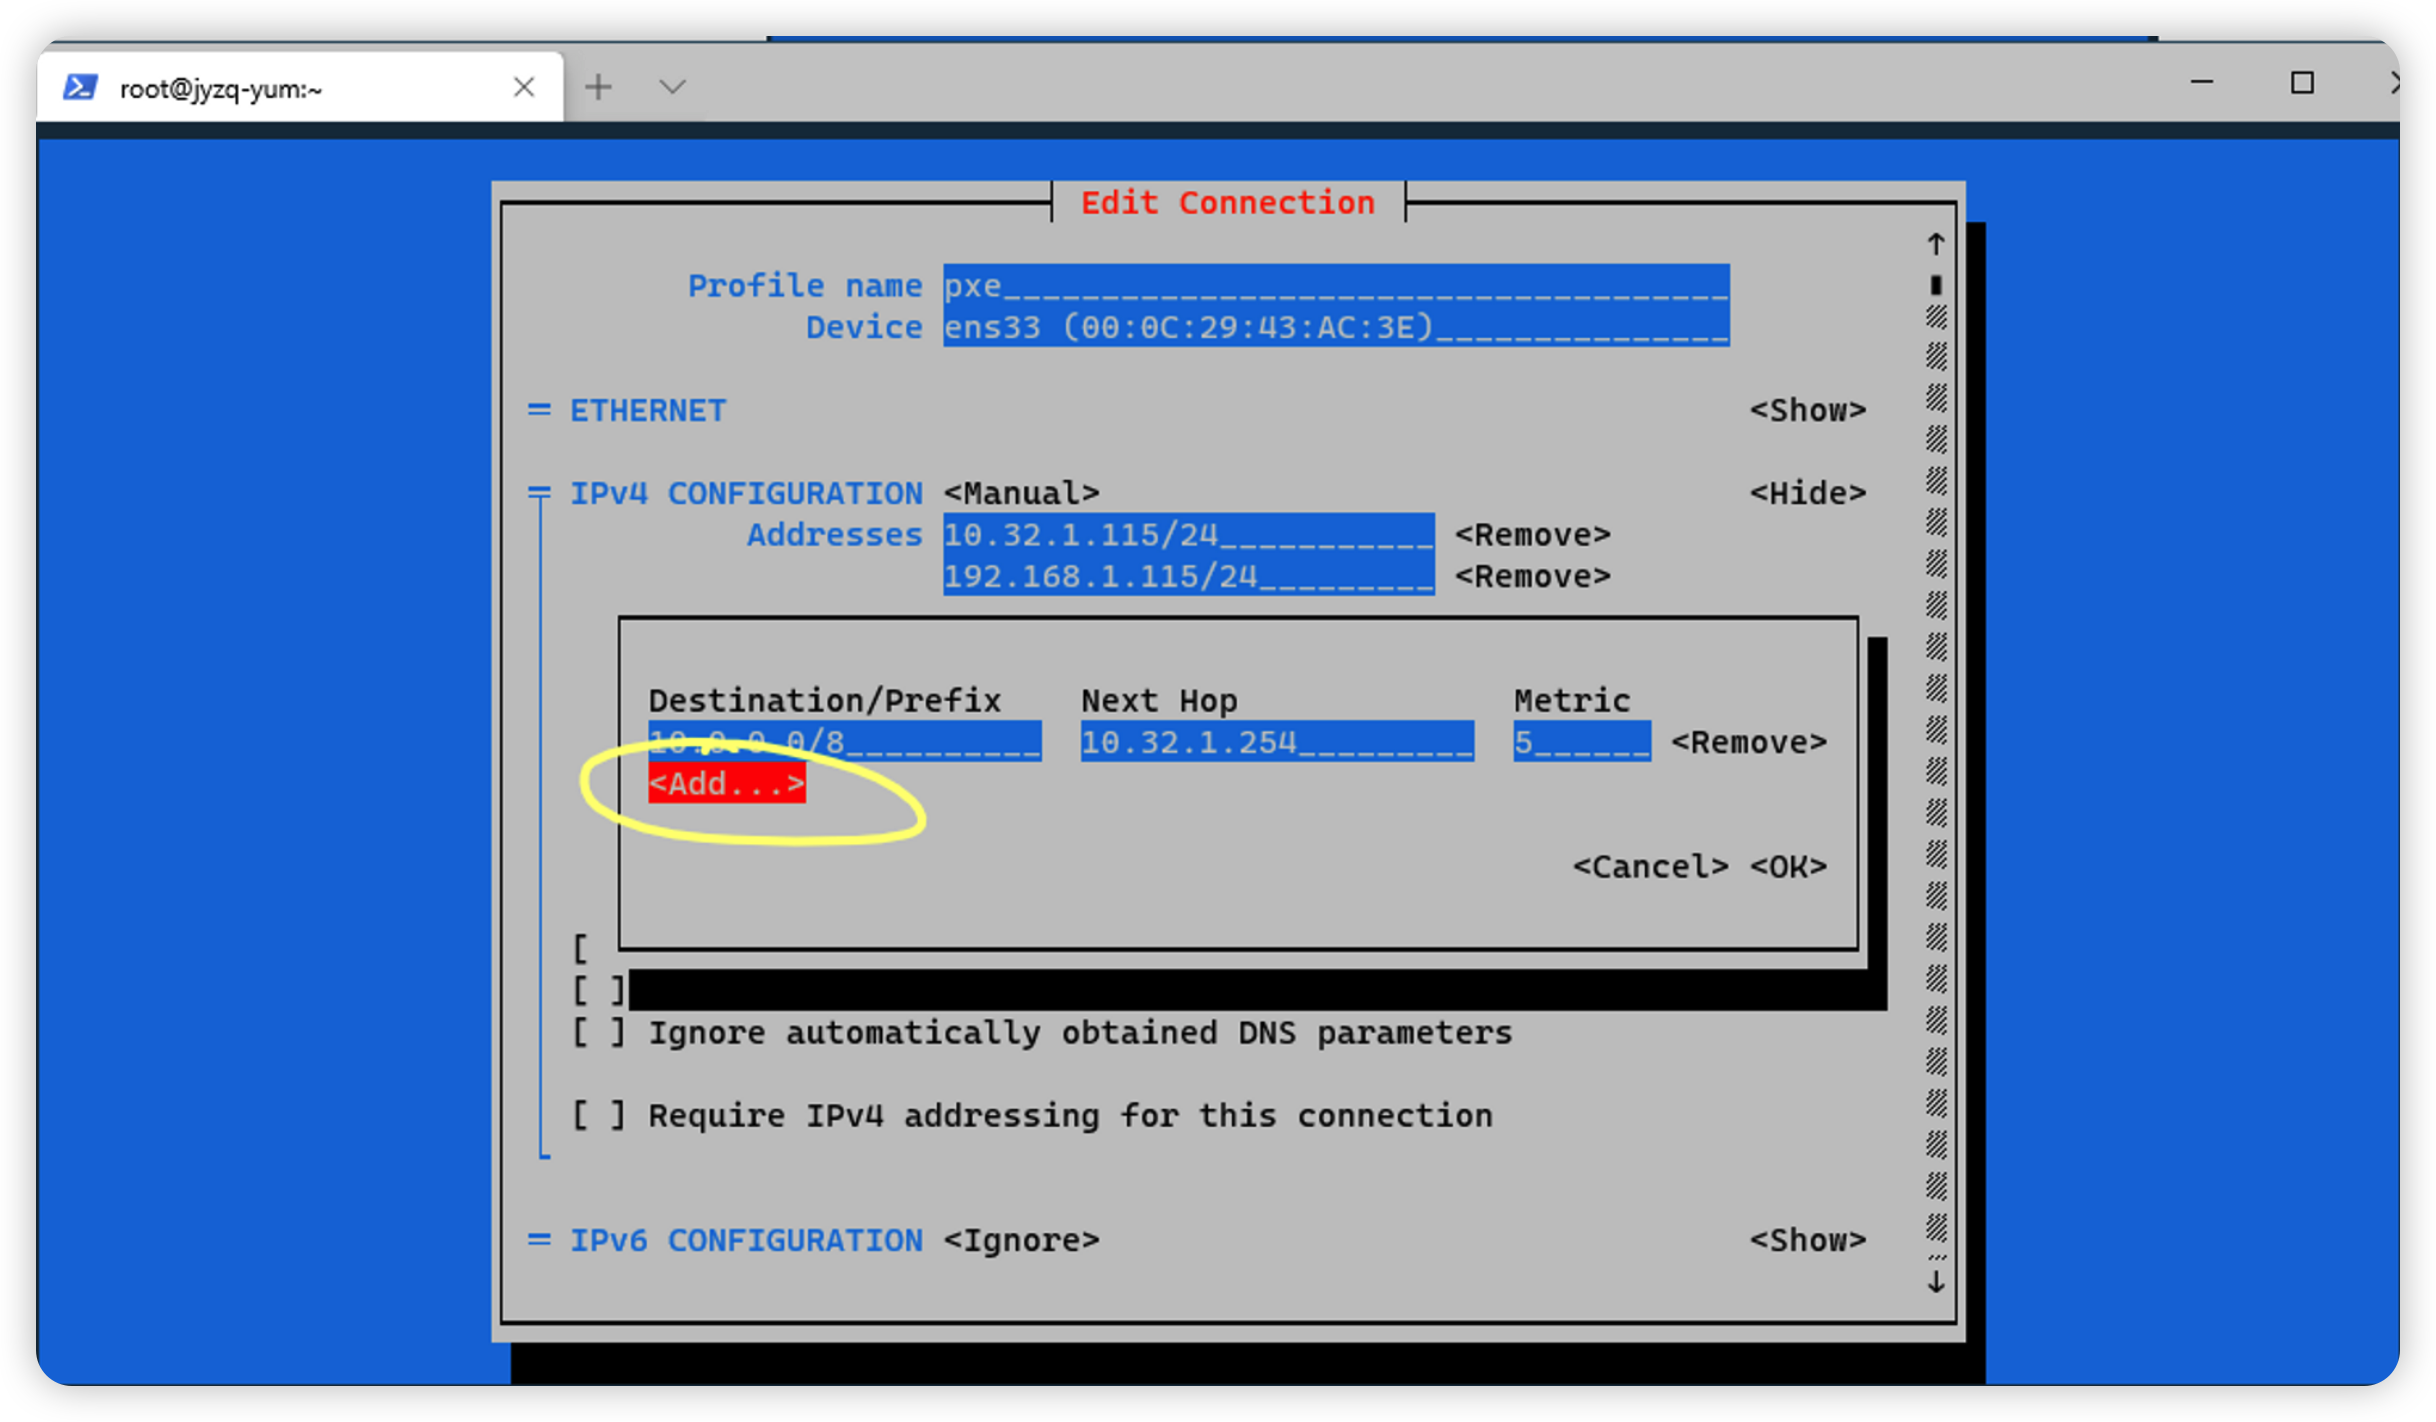 root@jyzq-yum:~
Edit Connection
Profile name pxe_____________________________________
Device ens33 (00:0C:29:43:AC:3E)_______________
═ ETHERNET <Show>
╤ IPv4 CONFIGURATION <Manual> <Hide>
Addresses 10.32.1.115/24___________ <Remove>
192.168.1.115/24_________ <Remove>
Destination/Prefix Next Hop Metric
10.0.0.0/8__________ 10.32.1.254_________ 5______ <Remove>
<Add...>
<Cancel> <OK>
[
[ ]
[ ] Ignore automatically obtained DNS parameters
[ ] Require IPv4 addressing for this connection
═ IPv6 CONFIGURATION <Ignore> <Show>